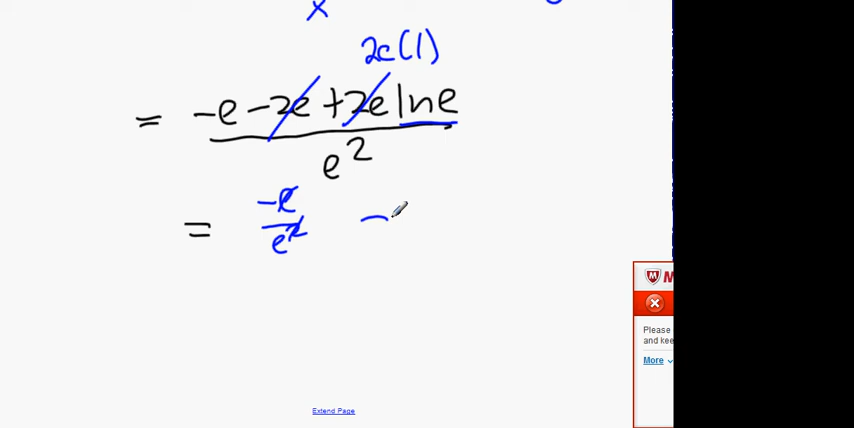 x
2e(1)
= -e - 2e + 2e ln e
e²
= -e
e²
Extend Page
M
Please
and kee
More